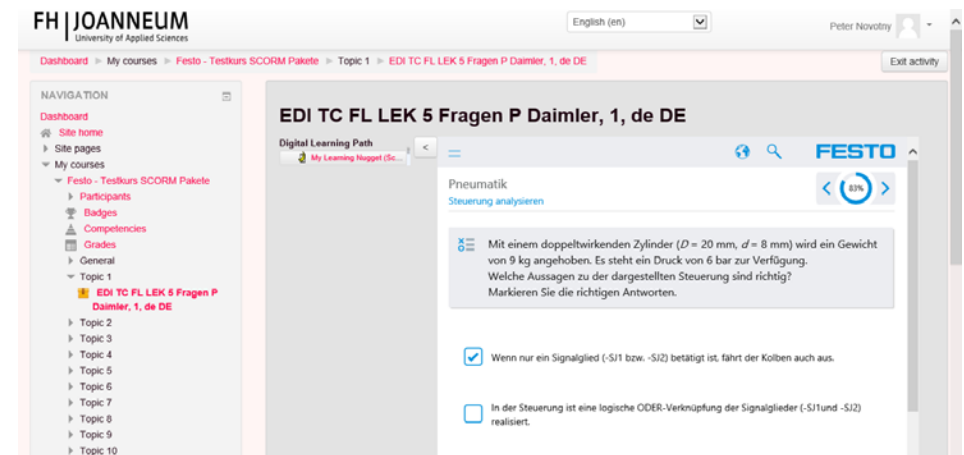 FH | JOANNEUM
University of Applied Sciences
English (en)
Peter Novotny
Dashboard
My courses
Festo - Testkurs SCORM Pakete
Topic 1
EDI TC FL LEK 5 Fragen P Daimler, 1, de DE
Exit activity
NAVIGATION
Dashboard
Site home
Site pages
My courses
Festo - Testkurs SCORM Pakete
Participants
Badges
Competencies
Grades
General
Topic 1
EDI TC FL LEK 5 Fragen P
Daimler, 1, de DE
Topic 2
Topic 3
Topic 4
Topic 5
Topic 6
Topic 7
Topic 8
Topic 9
Topic 10
EDI TC FL LEK 5 Fragen P Daimler, 1, de DE
Digital Learning Path
My Learning Nugget (Sc...
<
FESTO
Pneumatik
Steuerung analysieren
83%
Mit einem doppeltwirkenden Zylinder (D = 20 mm, d = 8 mm) wird ein Gewicht
von 9 kg angehoben. Es steht ein Druck von 6 bar zur Verfügung.
Welche Aussagen zu der dargestellten Steuerung sind richtig?
Markieren Sie die richtigen Antworten.
Wenn nur ein Signalglied (-SJ1 bzw. -SJ2) betätigt ist, fährt der Kolben auch aus.
In der Steuerung ist eine logische ODER-Verknüpfung der Signalglieder (-SJ1und -SJ2)
realisiert.